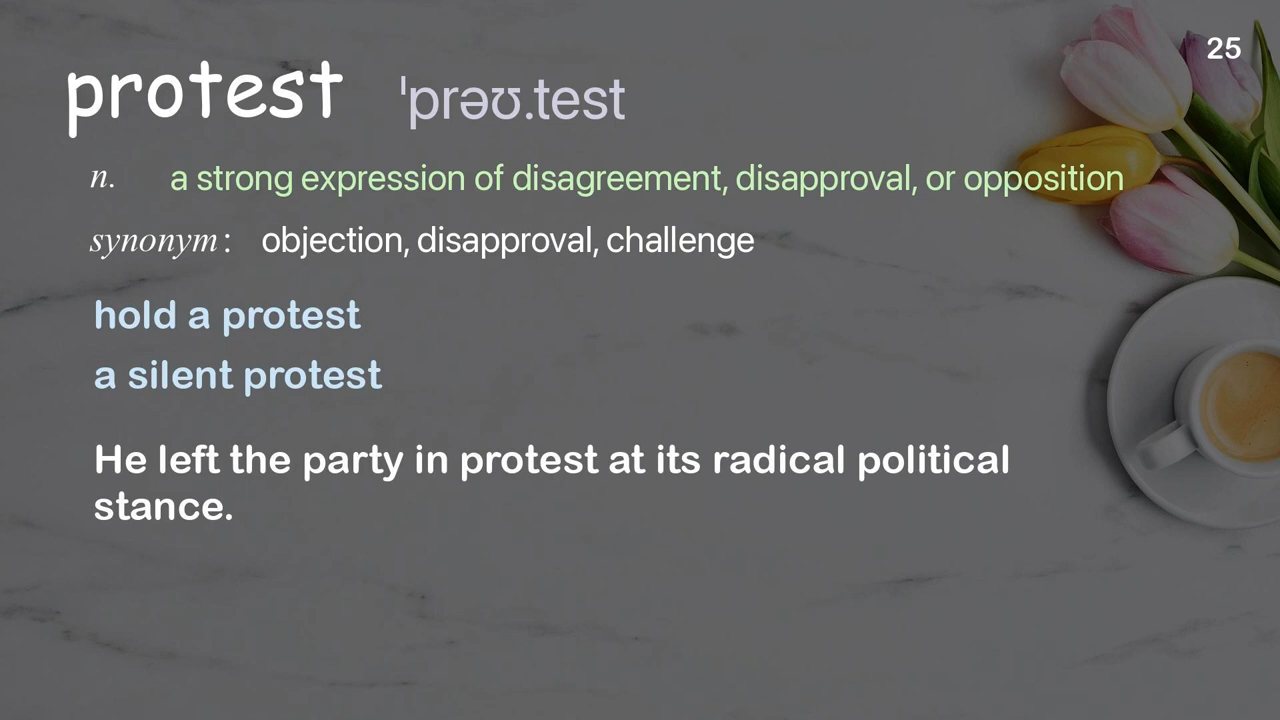 25
protest ˈprəʊ.test
n. a strong expression of disagreement, disapproval, or opposition
synonym : objection, disapproval, challenge
hold a protest
a silent protest
He left the party in protest at its radical political
stance.